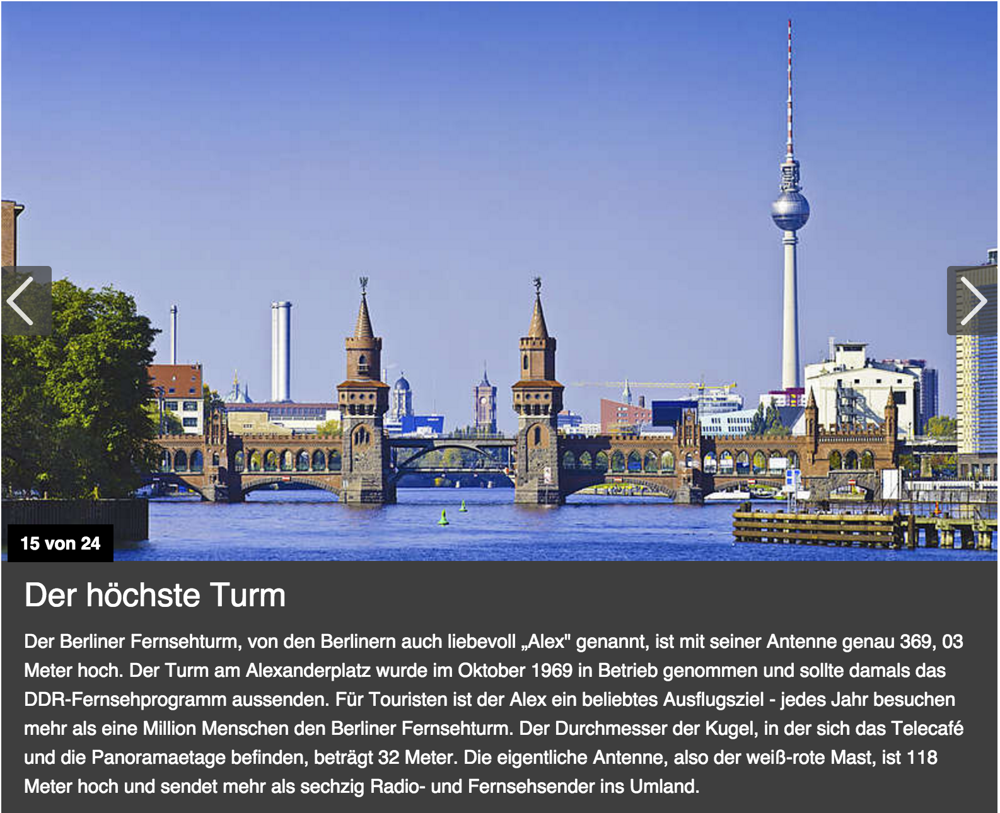 15 von 24
Der höchste Turm
Der Berliner Fernsehturm, von den Berlinern auch liebevoll „Alex" genannt, ist mit seiner Antenne genau 369, 03
Meter hoch. Der Turm am Alexanderplatz wurde im Oktober 1969 in Betrieb genommen und sollte damals das
DDR-Fernsehprogramm aussenden. Für Touristen ist der Alex ein beliebtes Ausflugsziel - jedes Jahr besuchen
mehr als eine Million Menschen den Berliner Fernsehturm. Der Durchmesser der Kugel, in der sich das Telecafé
und die Panoramaetage befinden, beträgt 32 Meter. Die eigentliche Antenne, also der weiß-rote Mast, ist 118
Meter hoch und sendet mehr als sechzig Radio- und Fernsehsender ins Umland.